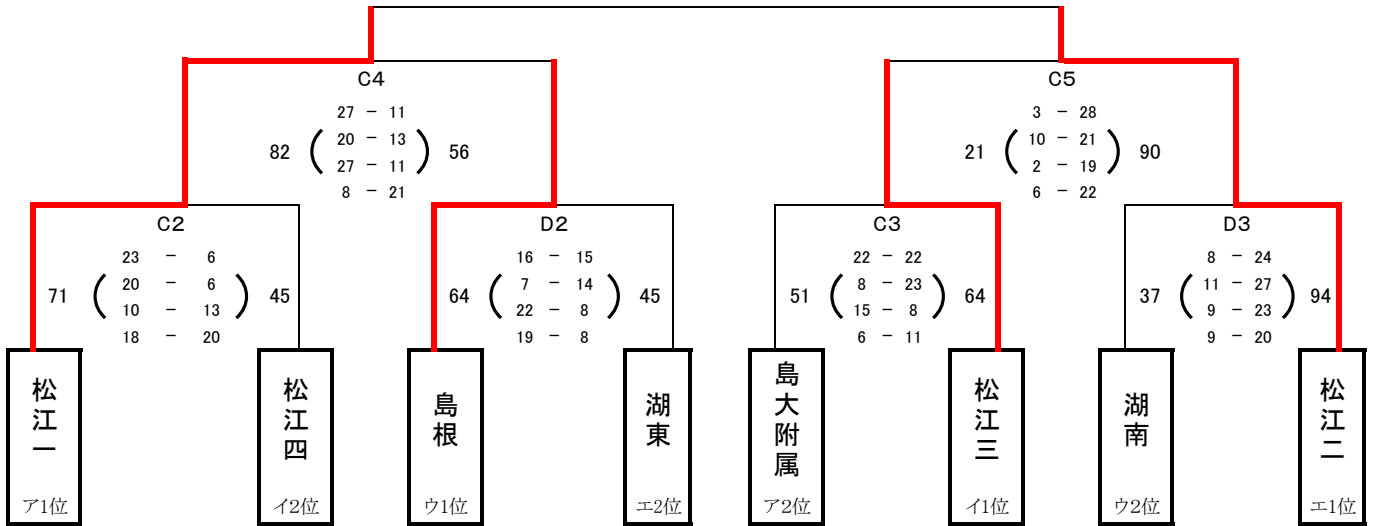 C4
27 - 11
82 ( 20 - 13 ) 56
27 - 11
8 - 21
C5
3 - 28
21 ( 10 - 21 ) 90
2 - 19
6 - 22
C2
23 - 6
71 ( 20 - 6 ) 45
10 - 13
18 - 20
D2
16 - 15
64 ( 7 - 14 ) 45
22 - 8
19 - 8
C3
22 - 22
51 ( 8 - 23 ) 64
15 - 8
6 - 11
D3
8 - 24
37 ( 11 - 27 ) 94
9 - 23
9 - 20
松江一
ア1位
松江四
イ2位
島根
ウ1位
湖東
エ2位
島大附属
ア2位
松江三
イ1位
湖南
ウ2位
松江二
エ1位